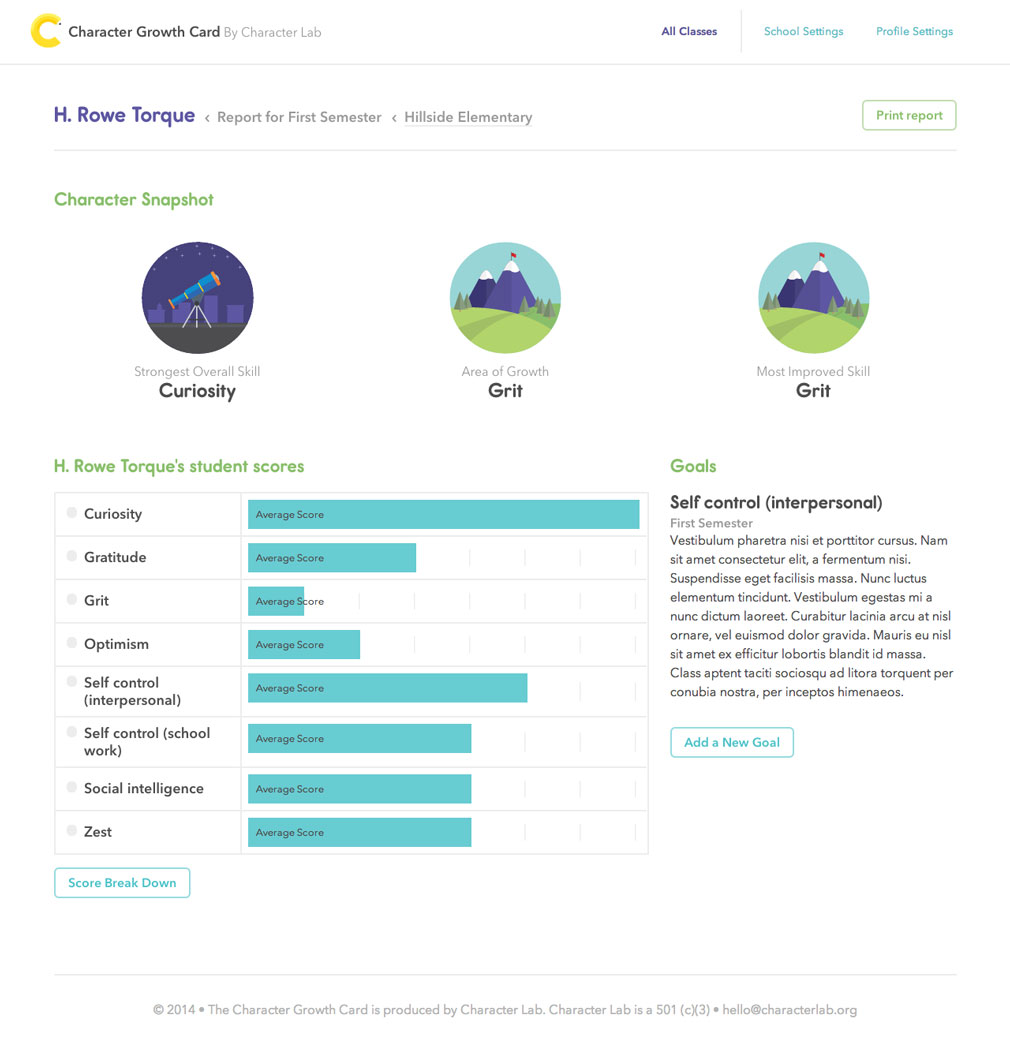 Character Growth Card By Character Lab
All Classes
School Settings
Profile Settings
H. Rowe Torque ‹ Report for First Semester ‹ Hillside Elementary
Print report
Character Snapshot
Strongest Overall Skill
Curiosity
Area of Growth
Grit
Most Improved Skill
Grit
H. Rowe Torque's student scores
Curiosity
Average Score
Gratitude
Average Score
Grit
Average Score
Optimism
Average Score
Self control
(interpersonal)
Average Score
Self control (school
work)
Average Score
Social intelligence
Average Score
Zest
Average Score
Score Break Down
Goals
Self control (interpersonal)
First Semester
Vestibulum pharetra nisi et porttitor cursus. Nam
sit amet consectetur elit, a fermentum nisi.
Suspendisse eget facilisis massa. Nunc luctus
elementum tincidunt. Vestibulum egestas mi a
nunc dictum laoreet. Curabitur lacinia arcu at nisl
ornare, vel euismod dolor gravida. Mauris eu nisl
sit amet ex efficitur lobortis blandit id massa.
Class aptent taciti sociosqu ad litora torquent per
conubia nostra, per inceptos himenaeos.
Add a New Goal
© 2014 • The Character Growth Card is produced by Character Lab. Character Lab is a 501 (c)(3) • hello@characterlab.org